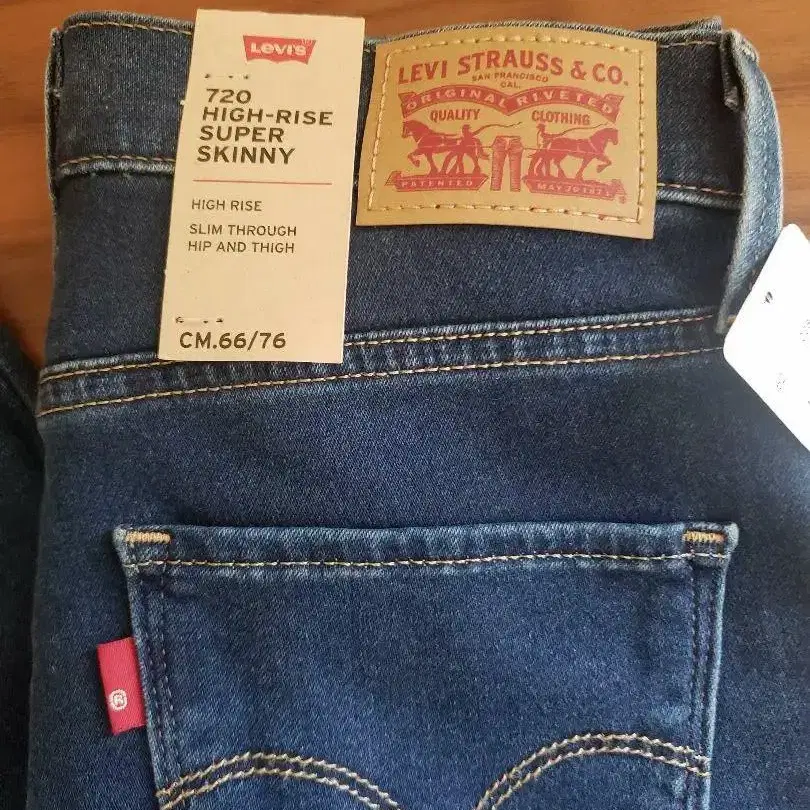 Levi's
720
HIGH-RISE
SUPER
SKINNY
HIGH RISE
SLIM THROUGH
HIP AND THIGH
CM.66/76
LEVI STRAUSS & CO.
SAN FRANCISCO
CAL.
ORIGINAL RIVETED
QUALITY CLOTHING
PATENTED MAY 20 1873
®
®